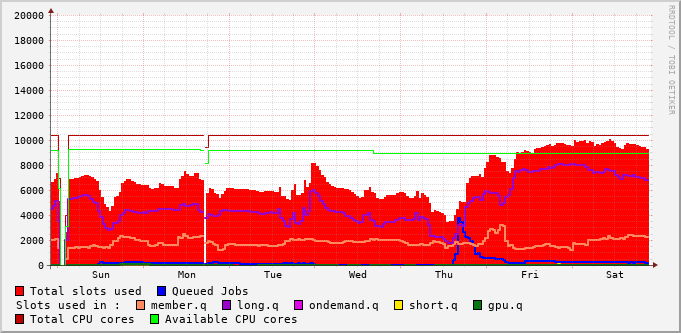 RRDTOOL / TOBI OETIKER
20000
18000
16000
14000
12000
10000
8000
6000
4000
2000
0
Sun Mon Tue Wed Thu Fri Sat
Total slots used Queued Jobs
Slots used in : member.q long.q ondemand.q short.q gpu.q
Total CPU cores Available CPU cores